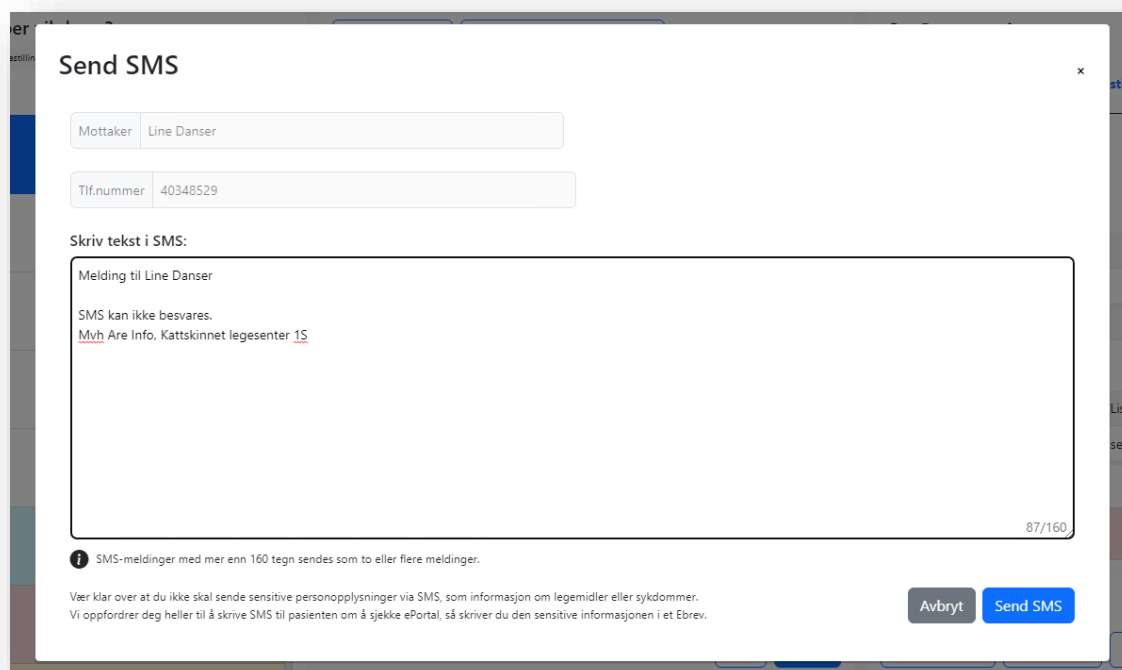 Send SMS
×
Mottaker Line Danser
Tlf.nummer 40348529
Skriv tekst i SMS:
Melding til Line Danser
SMS kan ikke besvares.
Mvh Are Info, Kattskinnet legesenter 1S
87/160
SMS-meldinger med mer enn 160 tegn sendes som to eller flere meldinger.
Vær klar over at du ikke skal sende sensitive personopplysninger via SMS, som informasjon om legemidler eller sykdommer.
Vi oppfordrer deg heller til å skrive SMS til pasienten om å sjekke ePortal, så skriver du den sensitive informasjonen i et Ebrev.
Avbryt Send SMS